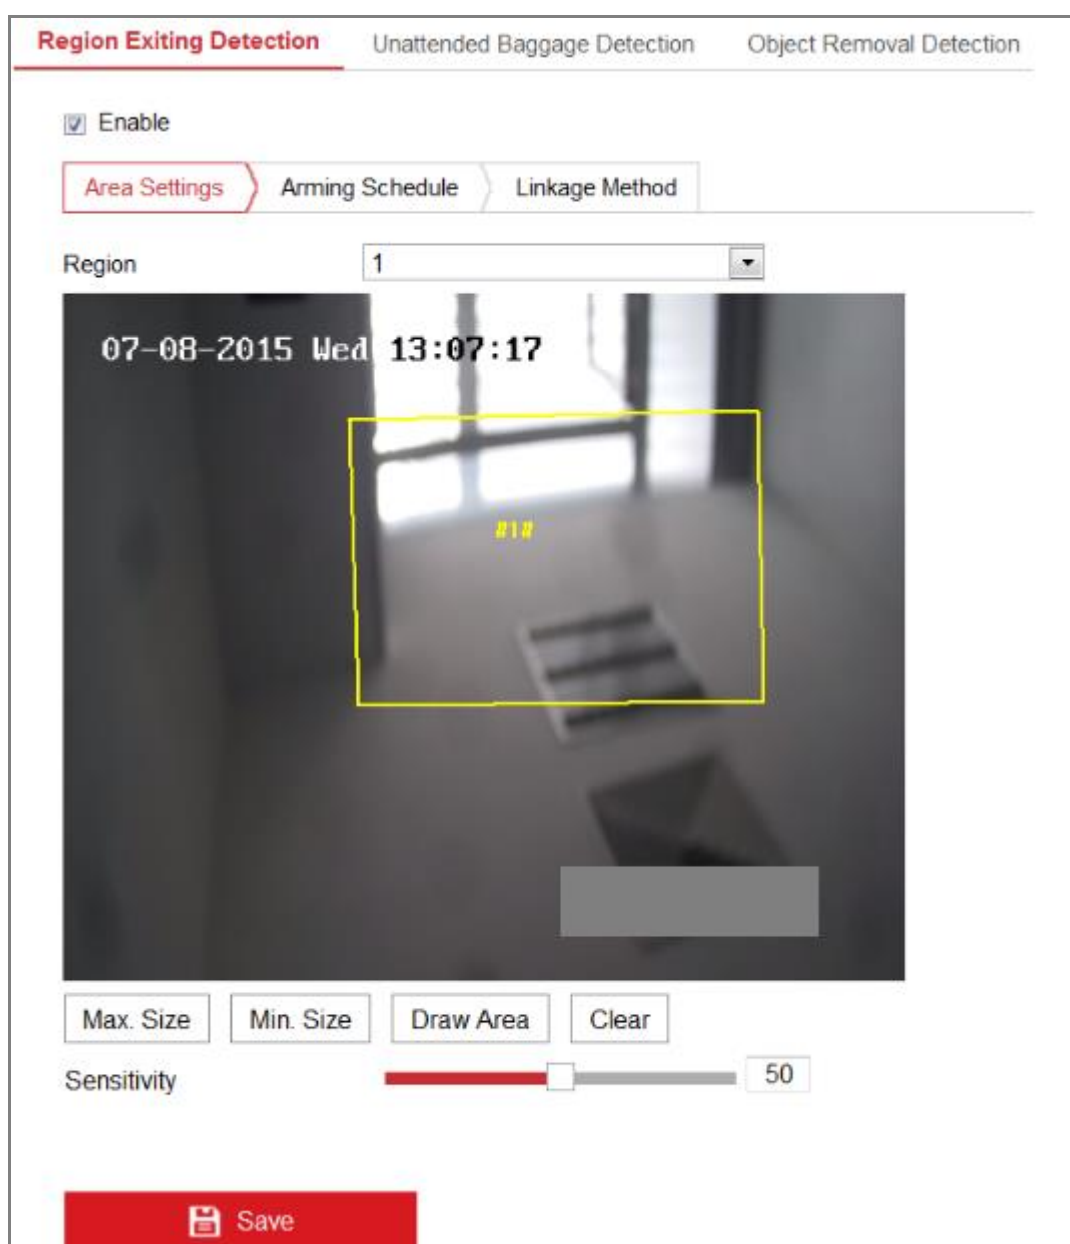 Region Exiting Detection Unattended Baggage Detection Object Removal Detection
Enable
Area Settings Arming Schedule Linkage Method
Region 1
07-08-2015 Wed 13:07:17
#1#
Max. Size Min. Size Draw Area Clear
Sensitivity 50
Save